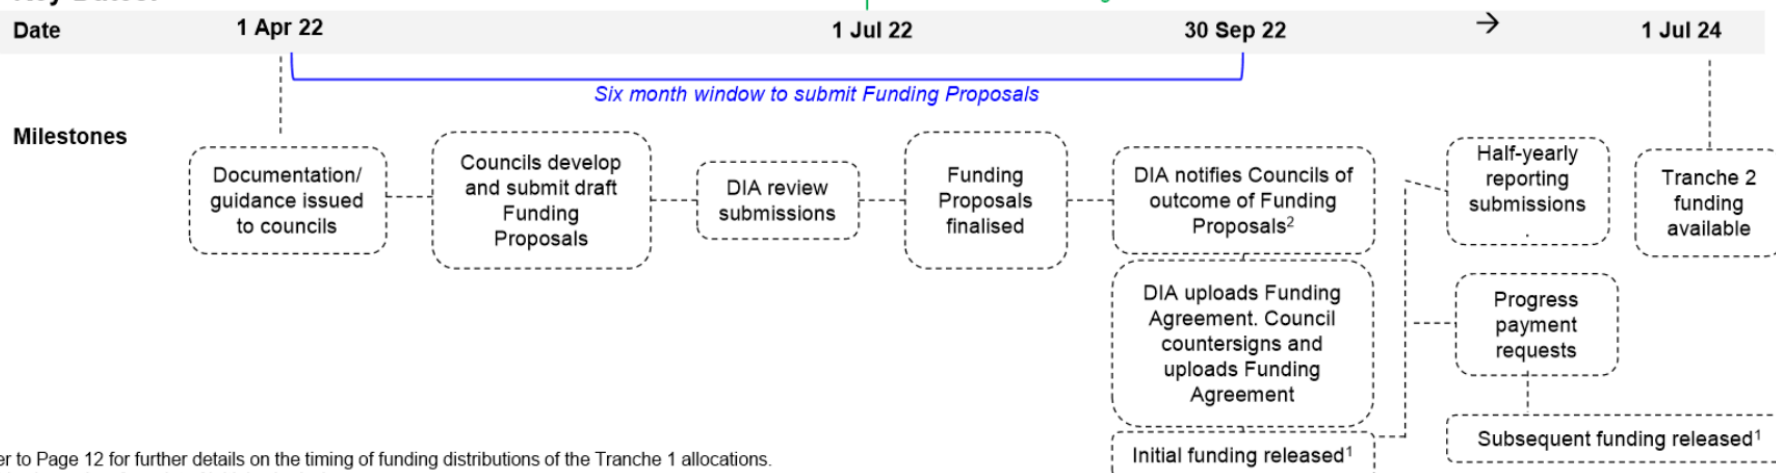 Date
1 Apr 22
1 Jul 22
30 Sep 22
→
1 Jul 24
Six month window to submit Funding Proposals
Milestones
Documentation/
guidance issued
to councils
Councils develop
and submit draft
Funding
Proposals
DIA review
submissions
Funding
Proposals
finalised
DIA notifies Councils of
outcome of Funding
Proposals²
DIA uploads Funding
Agreement. Council
countersigns and
uploads Funding
Agreement
Initial funding released¹
Half-yearly
reporting
submissions
.
Progress
payment
requests
Subsequent funding released¹
Tranche 2
funding
available
to Page 12 for further details on the timing of funding distributions of the Tranche 1 allocations.